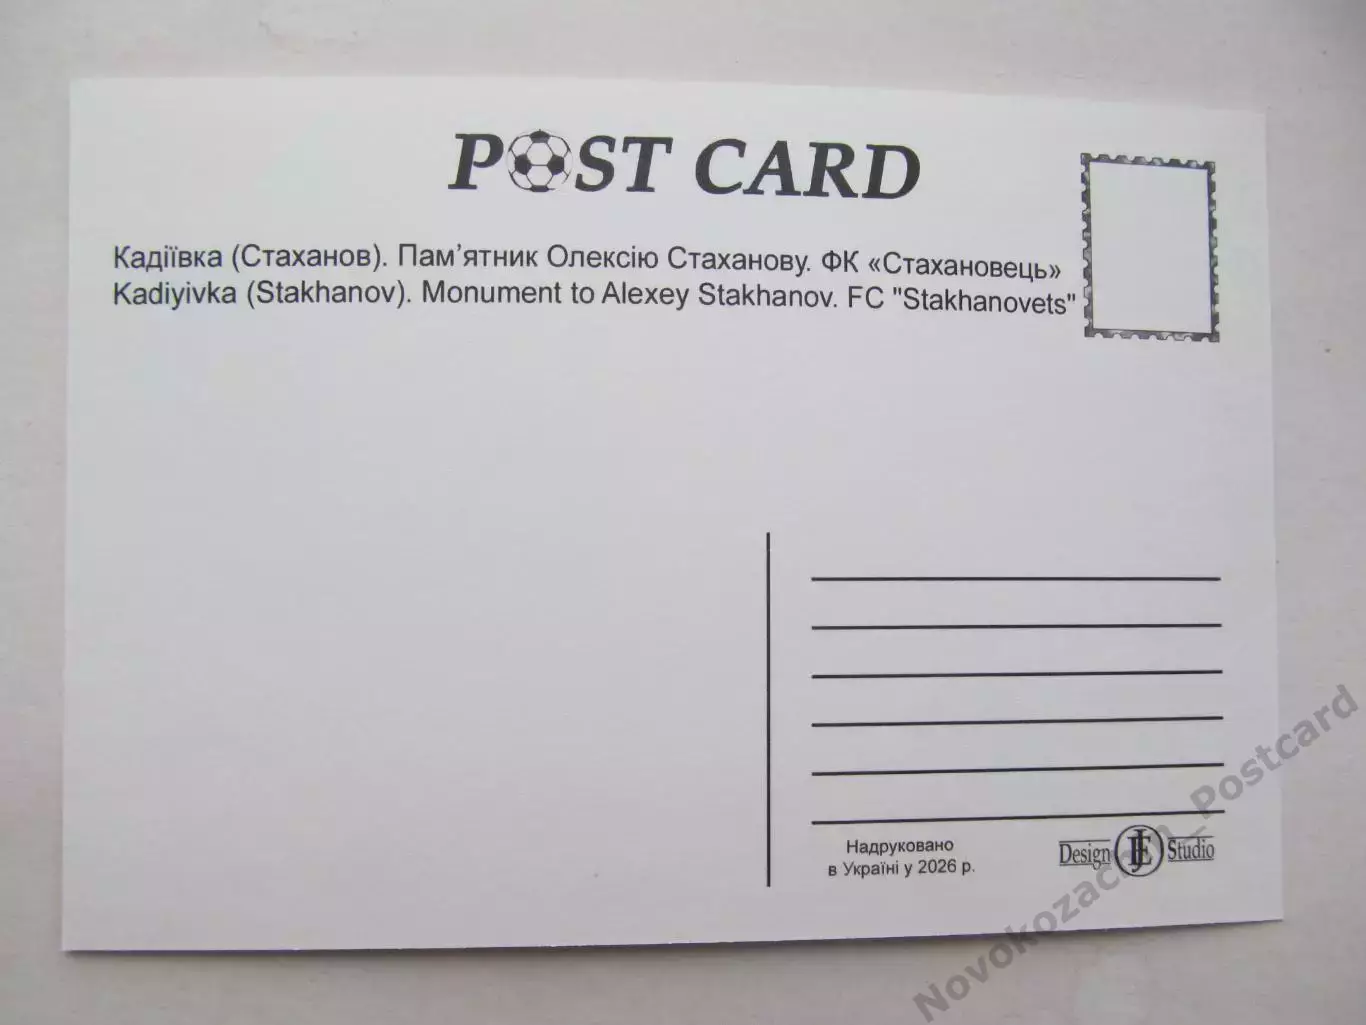 POST CARD
Кадіївка (Стаханов). Пам’ятник Олексію Стаханову. ФК «Стахановець»
Kadiyivka (Stakhanov). Monument to Alexey Stakhanov. FC "Stakhanovets"
Надруковано
в Україні у 2026 р.
Design JE Studio